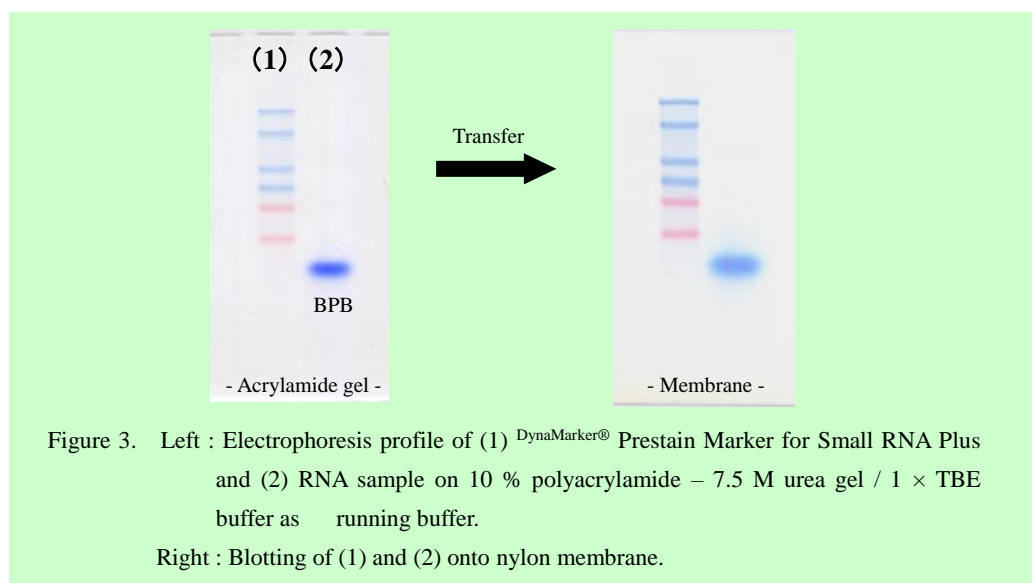 (1) (2)
Transfer
BPB
- Acrylamide gel -
- Membrane -
Figure 3. Left : Electrophoresis profile of (1) DynaMarker® Prestain Marker for Small RNA Plus
and (2) RNA sample on 10 % polyacrylamide – 7.5 M urea gel / 1 × TBE
buffer as running buffer.
Right : Blotting of (1) and (2) onto nylon membrane.